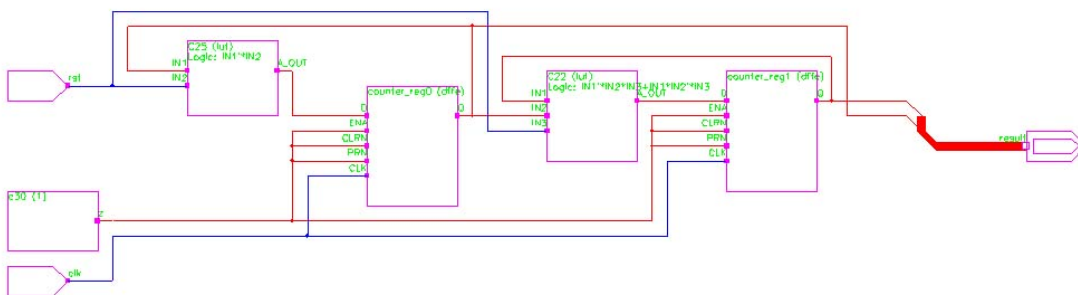 C25 (lut)
Logic: IN1'*IN2
IN1
IN2
A_OUT
rst
counter_reg0 (dffe)
D
ENA
CLRN
PRN
CLK
Q
C22 (lut)
Logic: IN1'*IN2*IN3+IN1*IN2'*IN3
IN1
IN2
IN3
A_OUT
counter_reg1 (dffe)
D
ENA
CLRN
PRN
CLK
Q
result
c30 (1)
z
clk